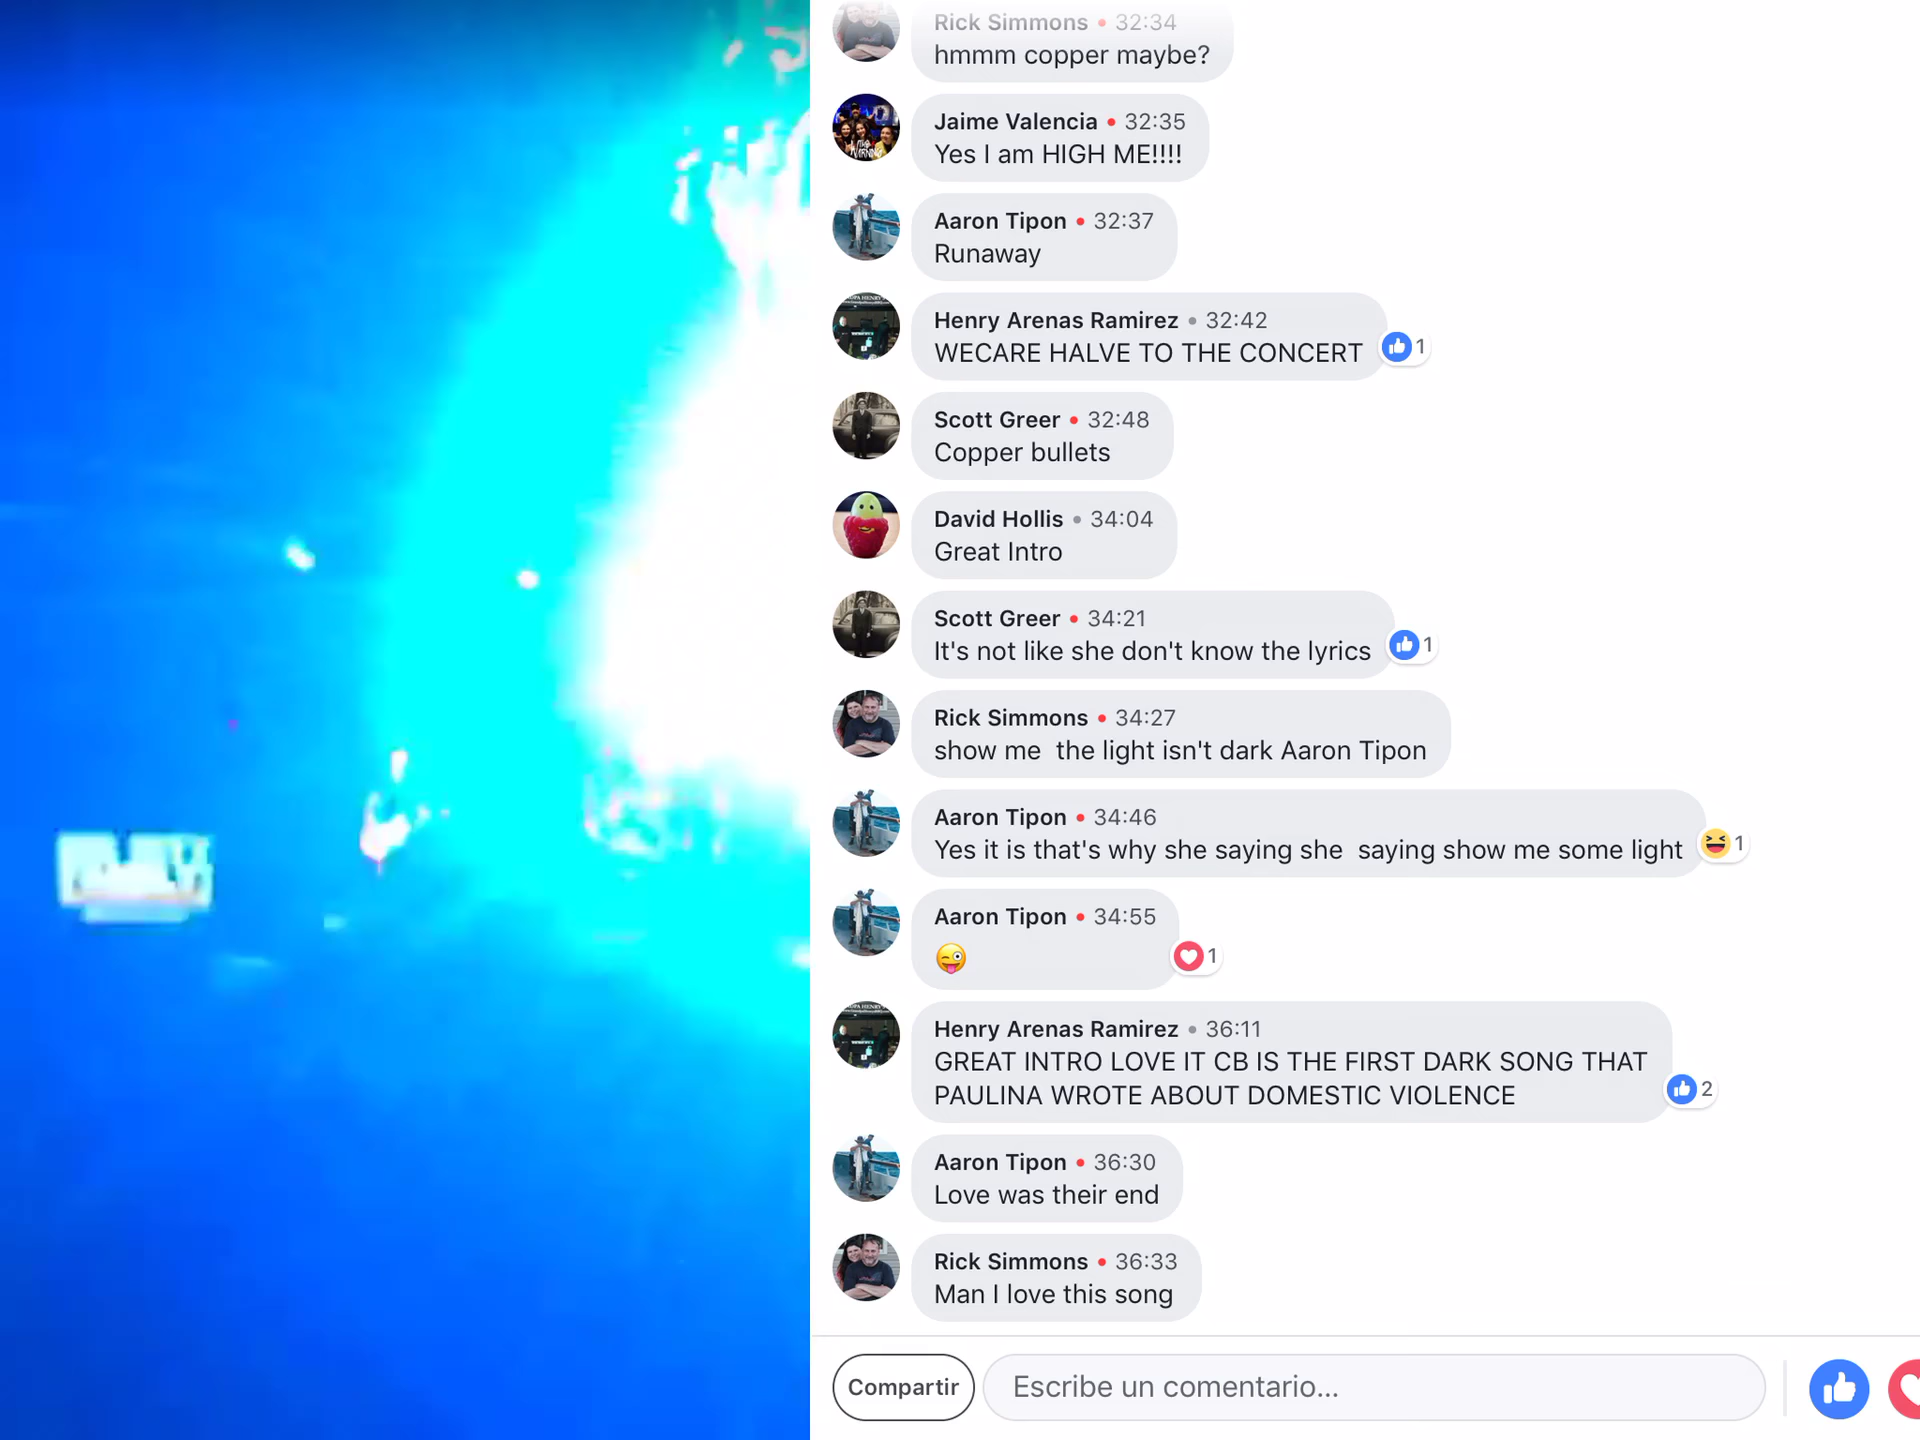 Rick Simmons • 32:34
hmmm copper maybe?
Jaime Valencia • 32:35
Yes I am HIGH ME!!!!
Aaron Tipon • 32:37
Runaway
Henry Arenas Ramirez • 32:42
WECARE HALVE TO THE CONCERT
1
Scott Greer • 32:48
Copper bullets
David Hollis • 34:04
Great Intro
Scott Greer • 34:21
It's not like she don't know the lyrics
1
Rick Simmons • 34:27
show me  the light isn't dark Aaron Tipon
Aaron Tipon • 34:46
Yes it is that's why she saying she  saying show me some light
1
Aaron Tipon • 34:55
😜
1
Henry Arenas Ramirez • 36:11
GREAT INTRO LOVE IT CB IS THE FIRST DARK SONG THAT
PAULINA WROTE ABOUT DOMESTIC VIOLENCE
2
Aaron Tipon • 36:30
Love was their end
Rick Simmons • 36:33
Man I love this song
Compartir
Escribe un comentario...